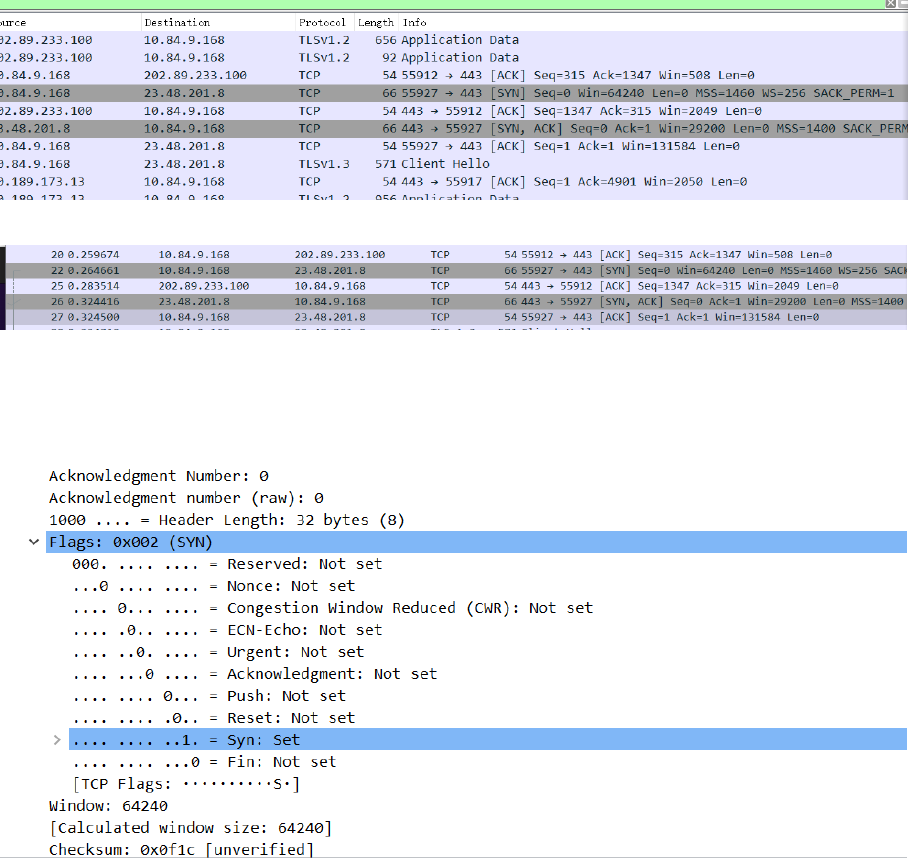 Destination Protocol Length Info
02.89.233.100 10.84.9.168 TLSv1.2 656 Application Data
02.89.233.100 10.84.9.168 TLSv1.2 92 Application Data
0.84.9.168 202.89.233.100 TCP 54 55912 → 443 [ACK] Seq=315 Ack=1347 Win=508 Len=0
0.84.9.168 23.48.201.8 TCP 66 55927 → 443 [SYN] Seq=0 Win=64240 Len=0 MSS=1460 WS=256 SACK_PERM=1
02.89.233.100 10.84.9.168 TCP 54 443 → 55912 [ACK] Seq=1347 Ack=315 Win=2049 Len=0
3.48.201.8 10.84.9.168 TCP 66 443 → 55927 [SYN, ACK] Seq=0 Ack=1 Win=29200 Len=0 MSS=1400 SACK_PERM
0.84.9.168 23.48.201.8 TCP 54 55927 → 443 [ACK] Seq=1 Ack=1 Win=131584 Len=0
0.84.9.168 23.48.201.8 TLSv1.3 571 Client Hello
0.189.173.13 10.84.9.168 TCP 54 443 → 55917 [ACK] Seq=1 Ack=4901 Win=2050 Len=0
0.189.173.13 10.84.9.168 TLSv1.2 956 Application Data
20 0.259674 10.84.9.168 202.89.233.100 TCP 54 55912 → 443 [ACK] Seq=315 Ack=1347 Win=508 Len=0
22 0.264661 10.84.9.168 23.48.201.8 TCP 66 55927 → 443 [SYN] Seq=0 Win=64240 Len=0 MSS=1460 WS=256 SACK
25 0.283514 202.89.233.100 10.84.9.168 TCP 54 443 → 55912 [ACK] Seq=1347 Ack=315 Win=2049 Len=0
26 0.324416 23.48.201.8 10.84.9.168 TCP 66 443 → 55927 [SYN, ACK] Seq=0 Ack=1 Win=29200 Len=0 MSS=1400
27 0.324500 10.84.9.168 23.48.201.8 TCP 54 55927 → 443 [ACK] Seq=1 Ack=1 Win=131584 Len=0
Acknowledgment Number: 0
Acknowledgment number (raw): 0
1000 .... = Header Length: 32 bytes (8)
Flags: 0x002 (SYN)
000. .... .... = Reserved: Not set
...0 .... .... = Nonce: Not set
.... 0... .... = Congestion Window Reduced (CWR): Not set
.... .0.. .... = ECN-Echo: Not set
.... ..0. .... = Urgent: Not set
.... ...0 .... = Acknowledgment: Not set
.... .... 0... = Push: Not set
.... .... .0.. = Reset: Not set
.... .... ..1. = Syn: Set
.... .... ...0 = Fin: Not set
[TCP Flags: ··········S·]
Window: 64240
[Calculated window size: 64240]
Checksum: 0x0f1c [unverified]